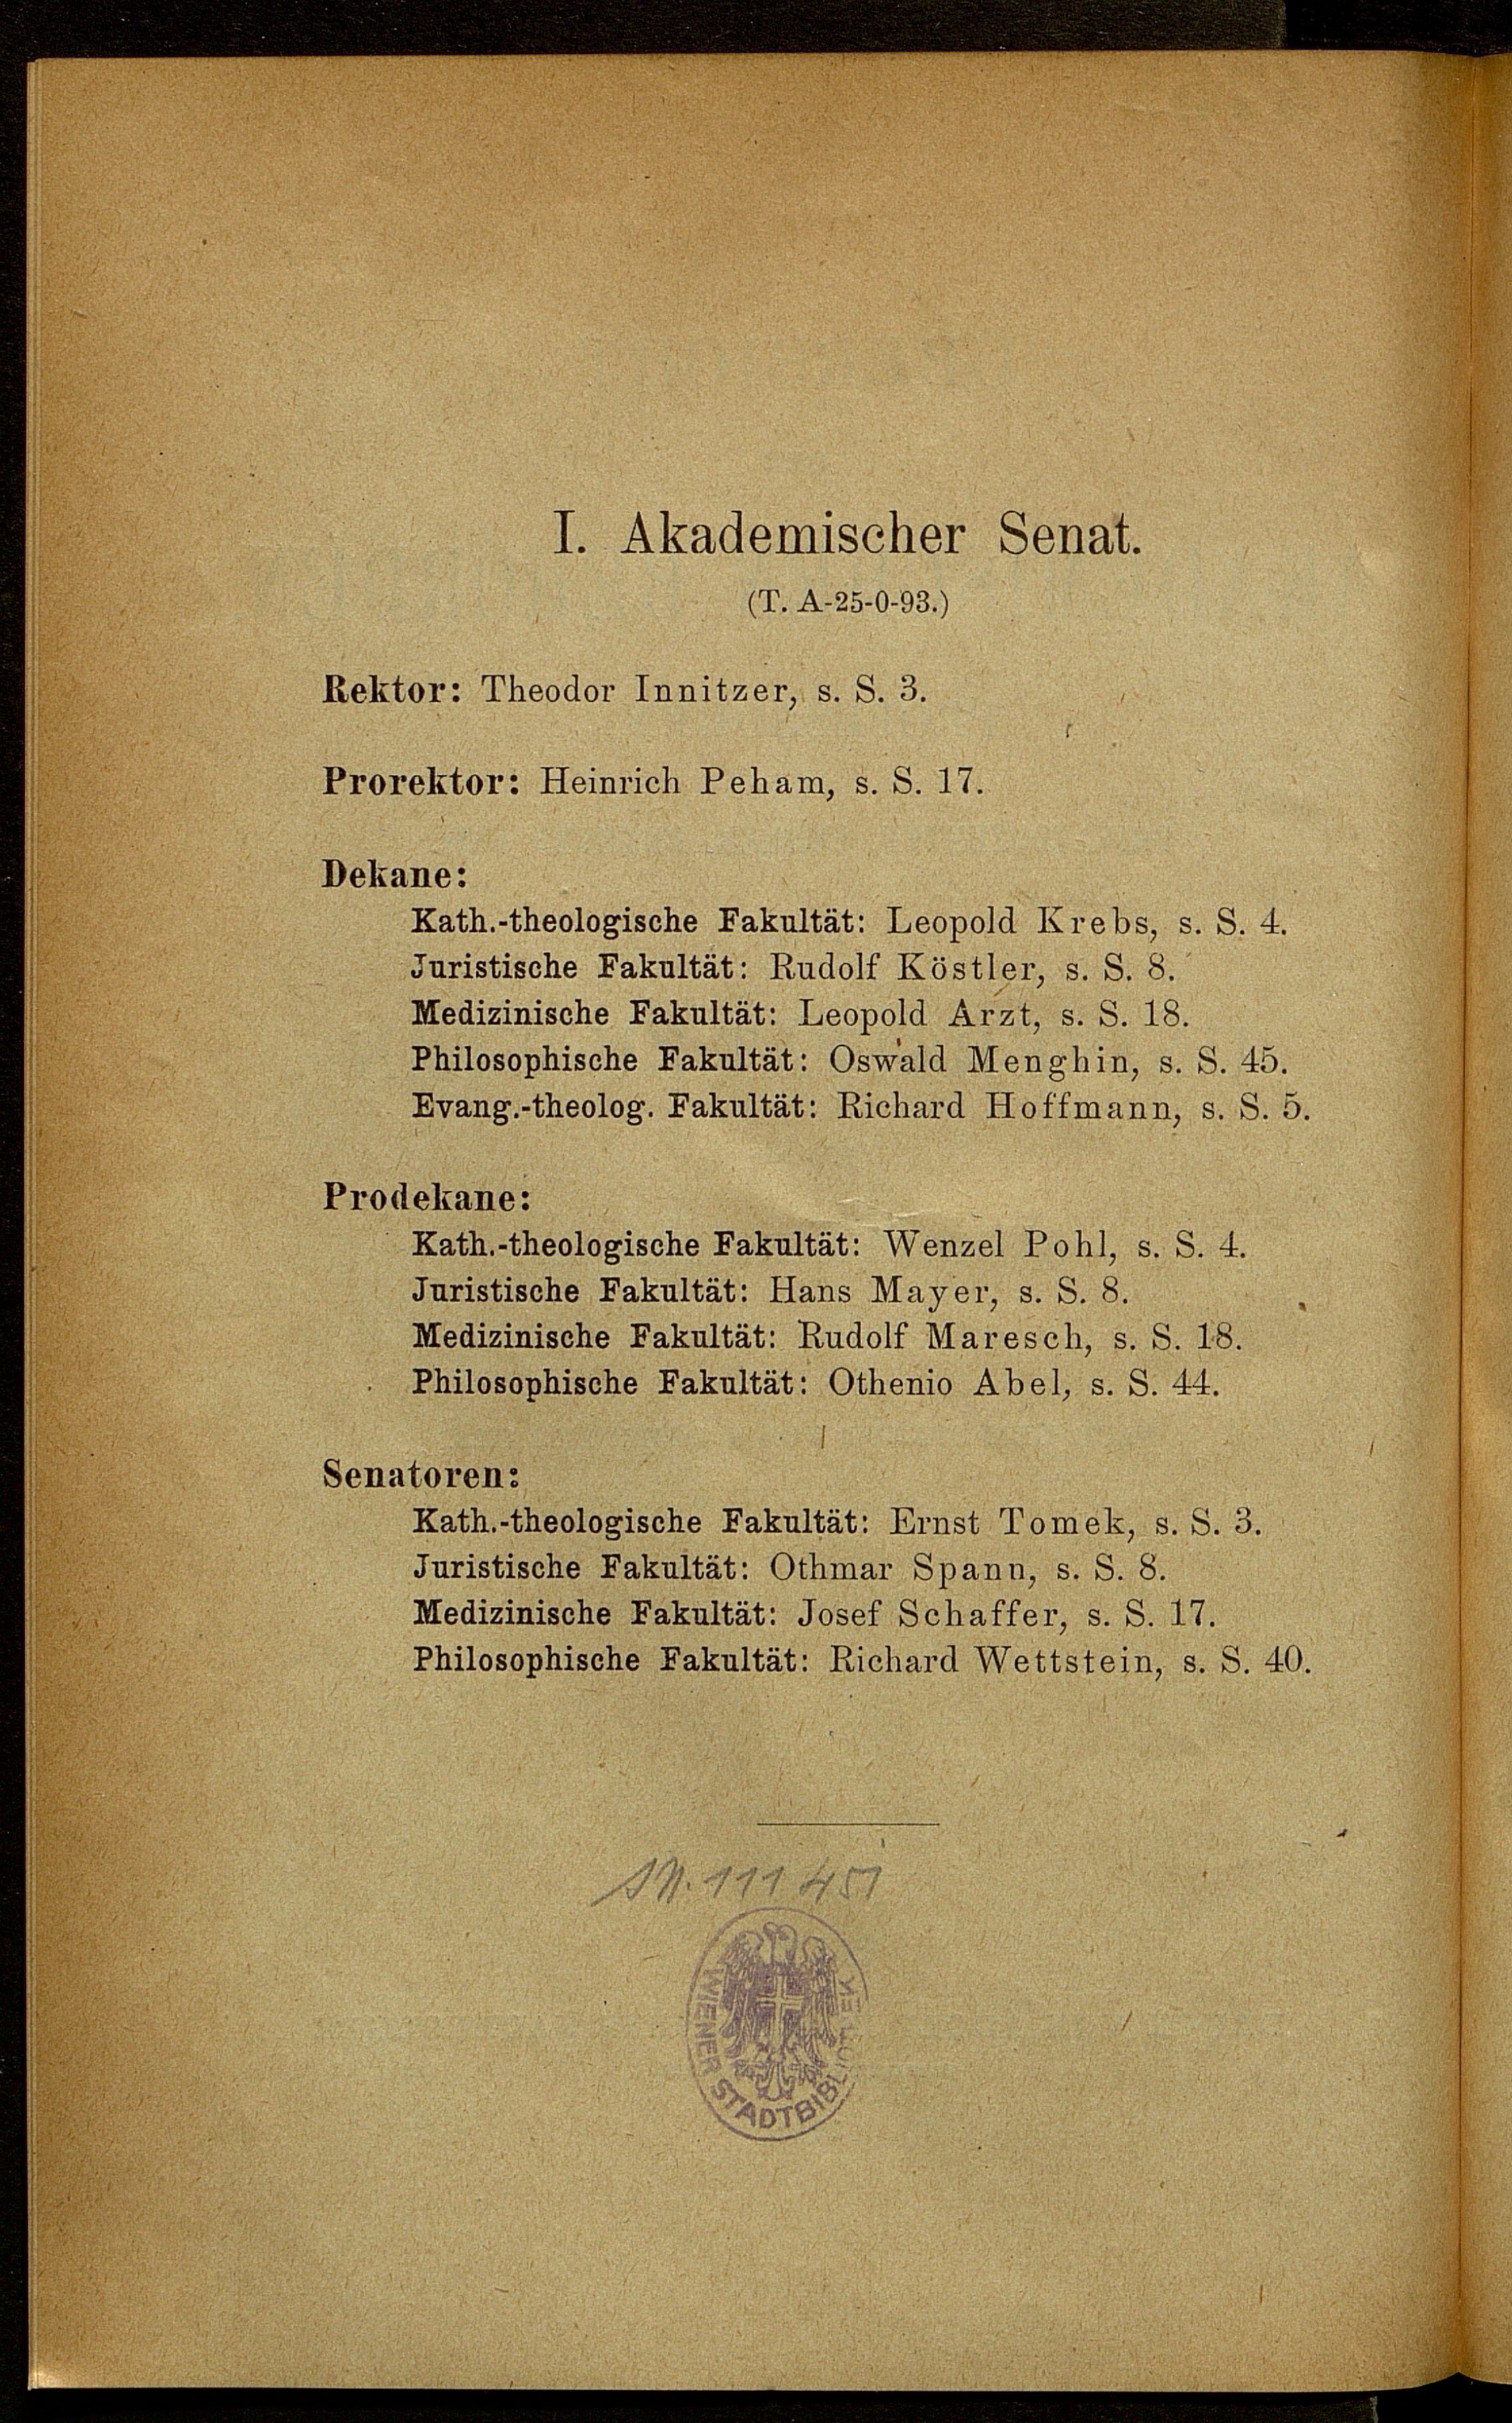 I. Akademischer Senat.
(T. A-25-0-93.)
Rektor: Theodor Innitzer, s. S. 3.
Prorektor: Heinrich Peham, s. S. 17.
Dekane:
Kath.-theologische Fakultät: Leopold Krebs, s. S. 4.
Juristische Fakultät: Rudolf Köstler, s. S. 8.
Medizinische Fakultät: Leopold Arzt, s. S. 18.
Philosophische Fakultät: Oswald Menghin, s. S. 45.
Evang.-theolog. Fakultät: Richard Hoffmann, s. S. 5.
Prodekane:
Kath.-theologische Fakultät: Wenzel Pohl, s. S. 4.
Juristische Fakultät: Hans Mayer, s. S. 8.
Medizinische Fakultät: Rudolf Maresch, s. S. 18.
Philosophische Fakultät: Othenio Abel, s. S. 44.
Senatoren:
Kath.-theologische Fakultät: Ernst Tomek, s. S. 3.
Juristische Fakultät: Othmar Spann, s. S. 8.
Medizinische Fakultät: Josef Schaffer, s. S. 17.
Philosophische Fakultät: Richard Wettstein, s. S. 40.
111451
WIENER STADTBIBLIOTHEK